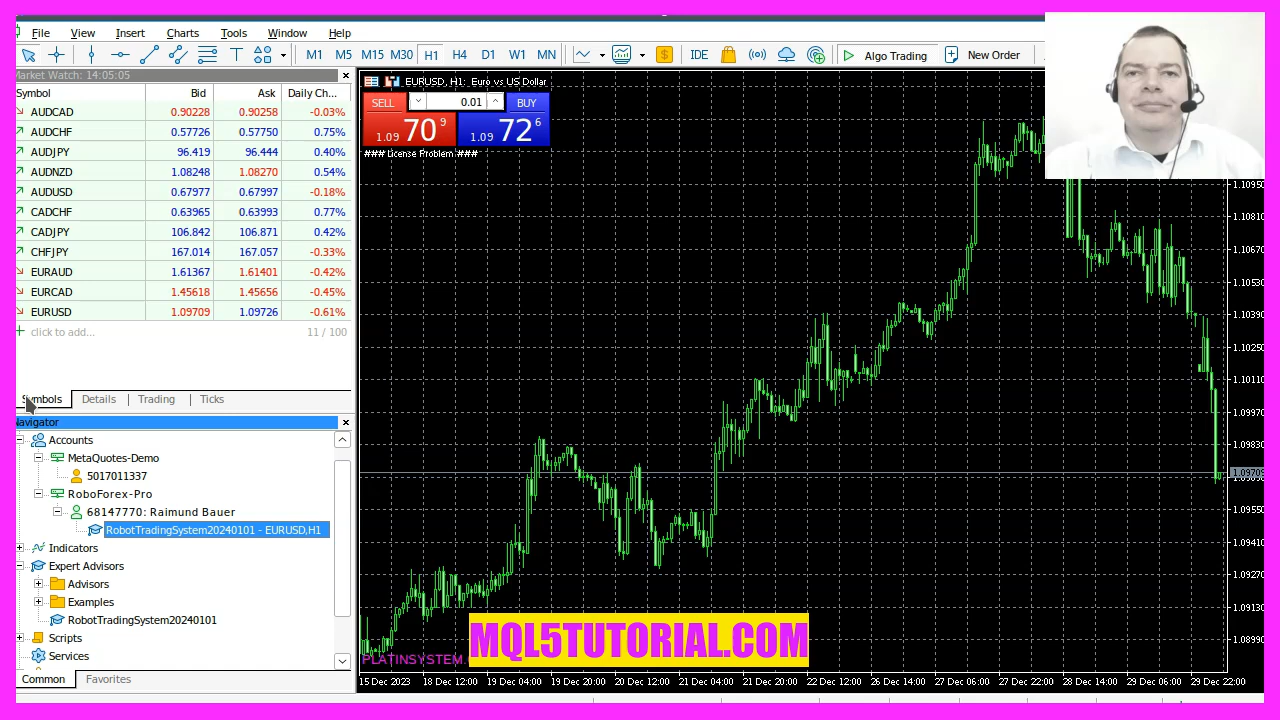 File View Insert Charts Tools Window Help
M1 M5 M15 M30 H1 H4 D1 W1 MN $ IDE Algo Trading New Order
Market Watch: 14:05:05
Symbol Bid Ask Daily Ch...
AUDCAD 0.90228 0.90258 -0.03%
AUDCHF 0.57726 0.57750 0.75%
AUDJPY 96.419 96.444 0.40%
AUDNZD 1.08248 1.08270 0.54%
AUDUSD 0.67977 0.67997 -0.18%
CADCHF 0.63965 0.63993 0.77%
CADJPY 106.842 106.871 0.42%
CHFJPY 167.014 167.057 -0.33%
EURAUD 1.61367 1.61401 -0.42%
EURCAD 1.45618 1.45656 -0.45%
EURUSD 1.09709 1.09726 -0.61%
click to add... 11 / 100
Symbols Details Trading Ticks
Navigator
Accounts
MetaQuotes-Demo
5017011337
RoboForex-Pro
68147770: Raimund Bauer
RobotTradingSystem20240101 - EURUSD,H1
Indicators
Expert Advisors
Advisors
Examples
RobotTradingSystem20240101
Scripts
Services
Common Favorites
EURUSD, H1: Euro vs US Dollar
SELL 0.01 BUY
1.09 70 9 1.09 72 6
### License Problem ###
1.10950
1.10810
1.10670
1.10530
1.10390
1.10250
1.10110
1.09970
1.09830
1.09709
1.09550
1.09410
1.09270
1.09130
1.08990
MQL5TUTORIAL.COM
PLATINSYSTEM.
15 Dec 2023 18 Dec 12:00 19 Dec 04:00 19 Dec 20:00 20 Dec 12:00 21 Dec 04:00 21 Dec 20:00 22 Dec 12:00 26 Dec 14:00 27 Dec 06:00 27 Dec 22:00 28 Dec 14:00 29 Dec 06:00 29 Dec 22:00